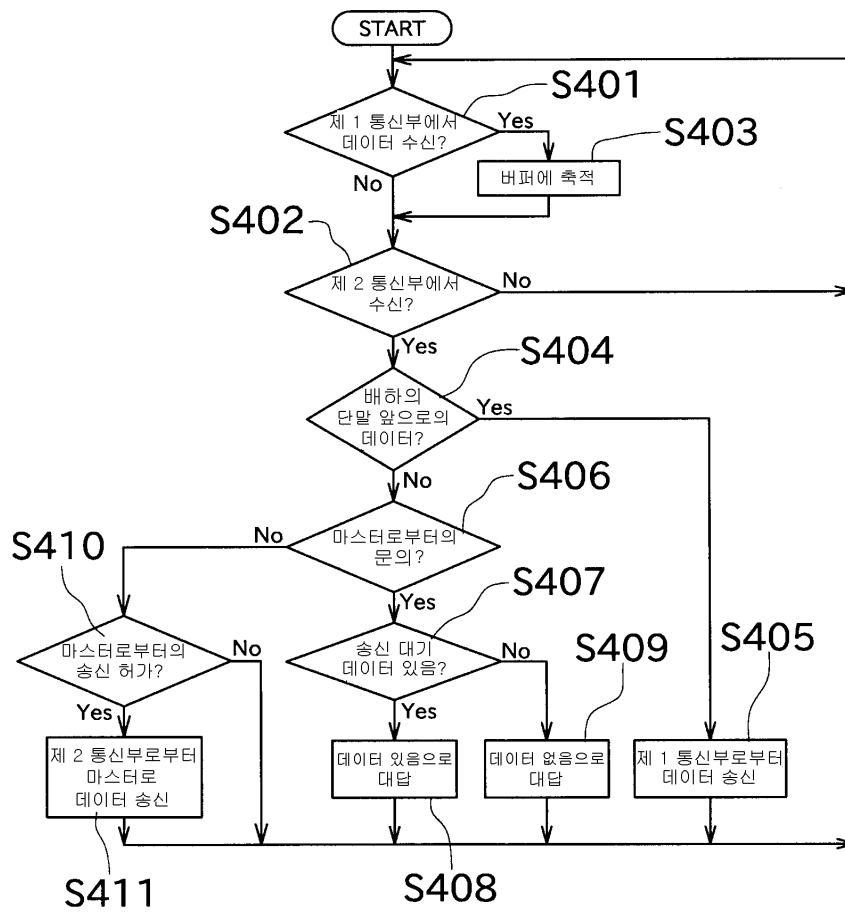 START
S401
제 1 통신부에서
데이터 수신?
Yes
S403
버퍼에 축적
No
S402
제 2 통신부에서
수신?
No
Yes
S404
배하의
단말 앞으로의
데이터?
Yes
No
S406
마스터로부터의
문의?
No
S410
Yes
S407
마스터로부터의
송신 허가?
No
송신 대기
데이터 있음?
No
S409
S405
Yes
Yes
제 2 통신부로부터
마스터로
데이터 송신
데이터 있음으로
대답
데이터 없음으로
대답
제 1 통신부로부터
데이터 송신
S411
S408